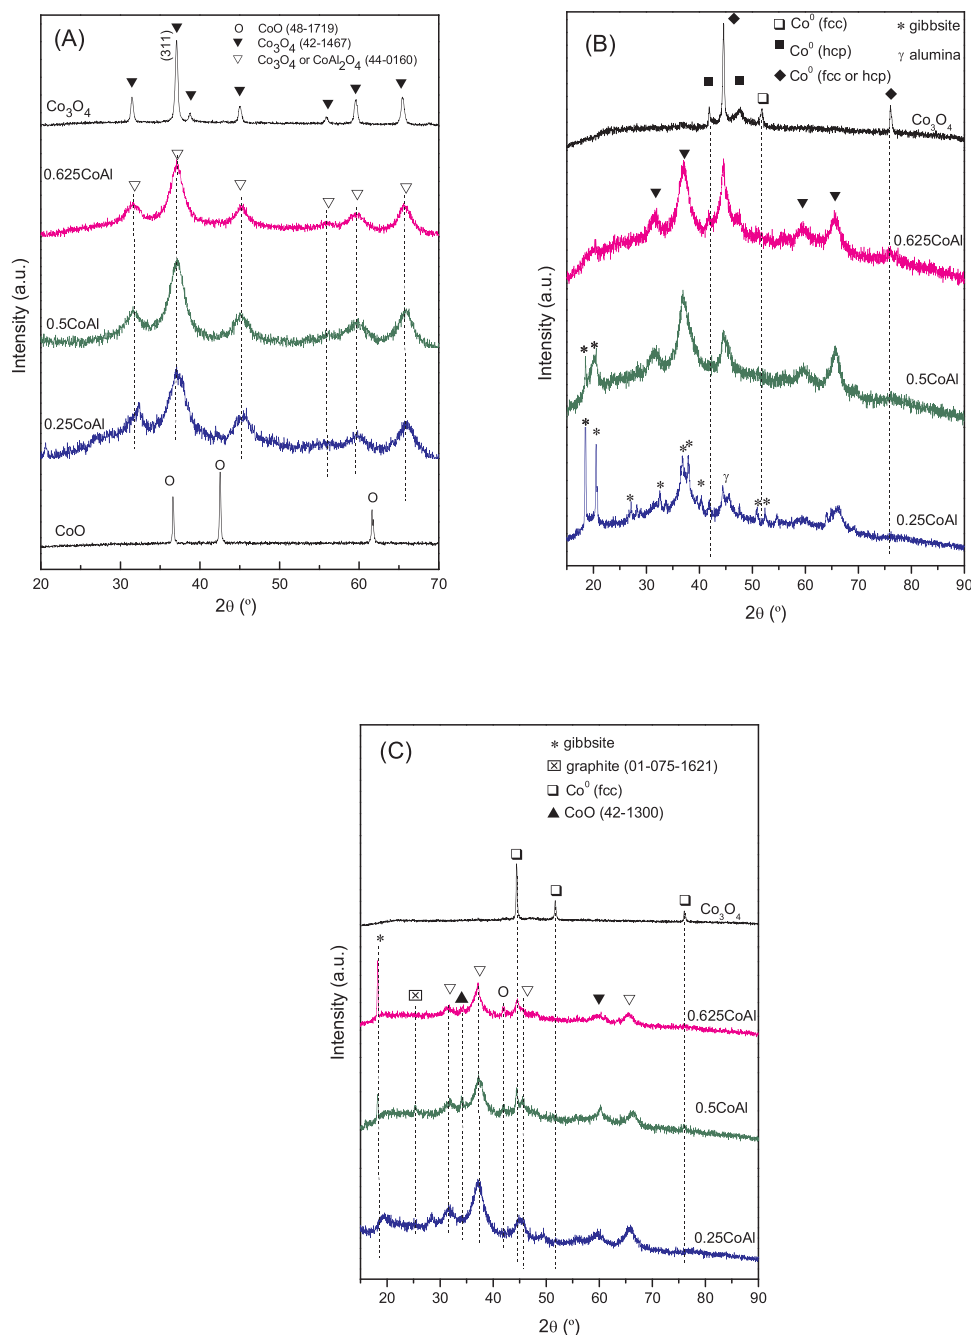 (A)
O CoO (48-1719)
▼ Co₃O₄ (42-1467)
▽ Co₃O₄ or CoAl₂O₄ (44-0160)
(311)
Co₃O₄
0.625CoAl
0.5CoAl
0.25CoAl
O
O
O
CoO
Intensity (a.u.)
20 30 40 50 60 70
2θ (º)
(B)
❑ Co⁰ (fcc)
■ Co⁰ (hcp)
◆ Co⁰ (fcc or hcp)
* gibbsite
γ alumina
Co₃O₄
0.625CoAl
* *
0.5CoAl
* * * * * * * * *
γ
0.25CoAl
Intensity (a.u.)
20 30 40 50 60 70 80 90
2θ (º)
(C)
* gibbsite
⊠ graphite (01-075-1621)
❑ Co⁰ (fcc)
▲ CoO (42-1300)
Co₃O₄
*
O
0.625CoAl
0.5CoAl
0.25CoAl
Intensity (a.u.)
20 30 40 50 60 70 80 90
2θ (º)